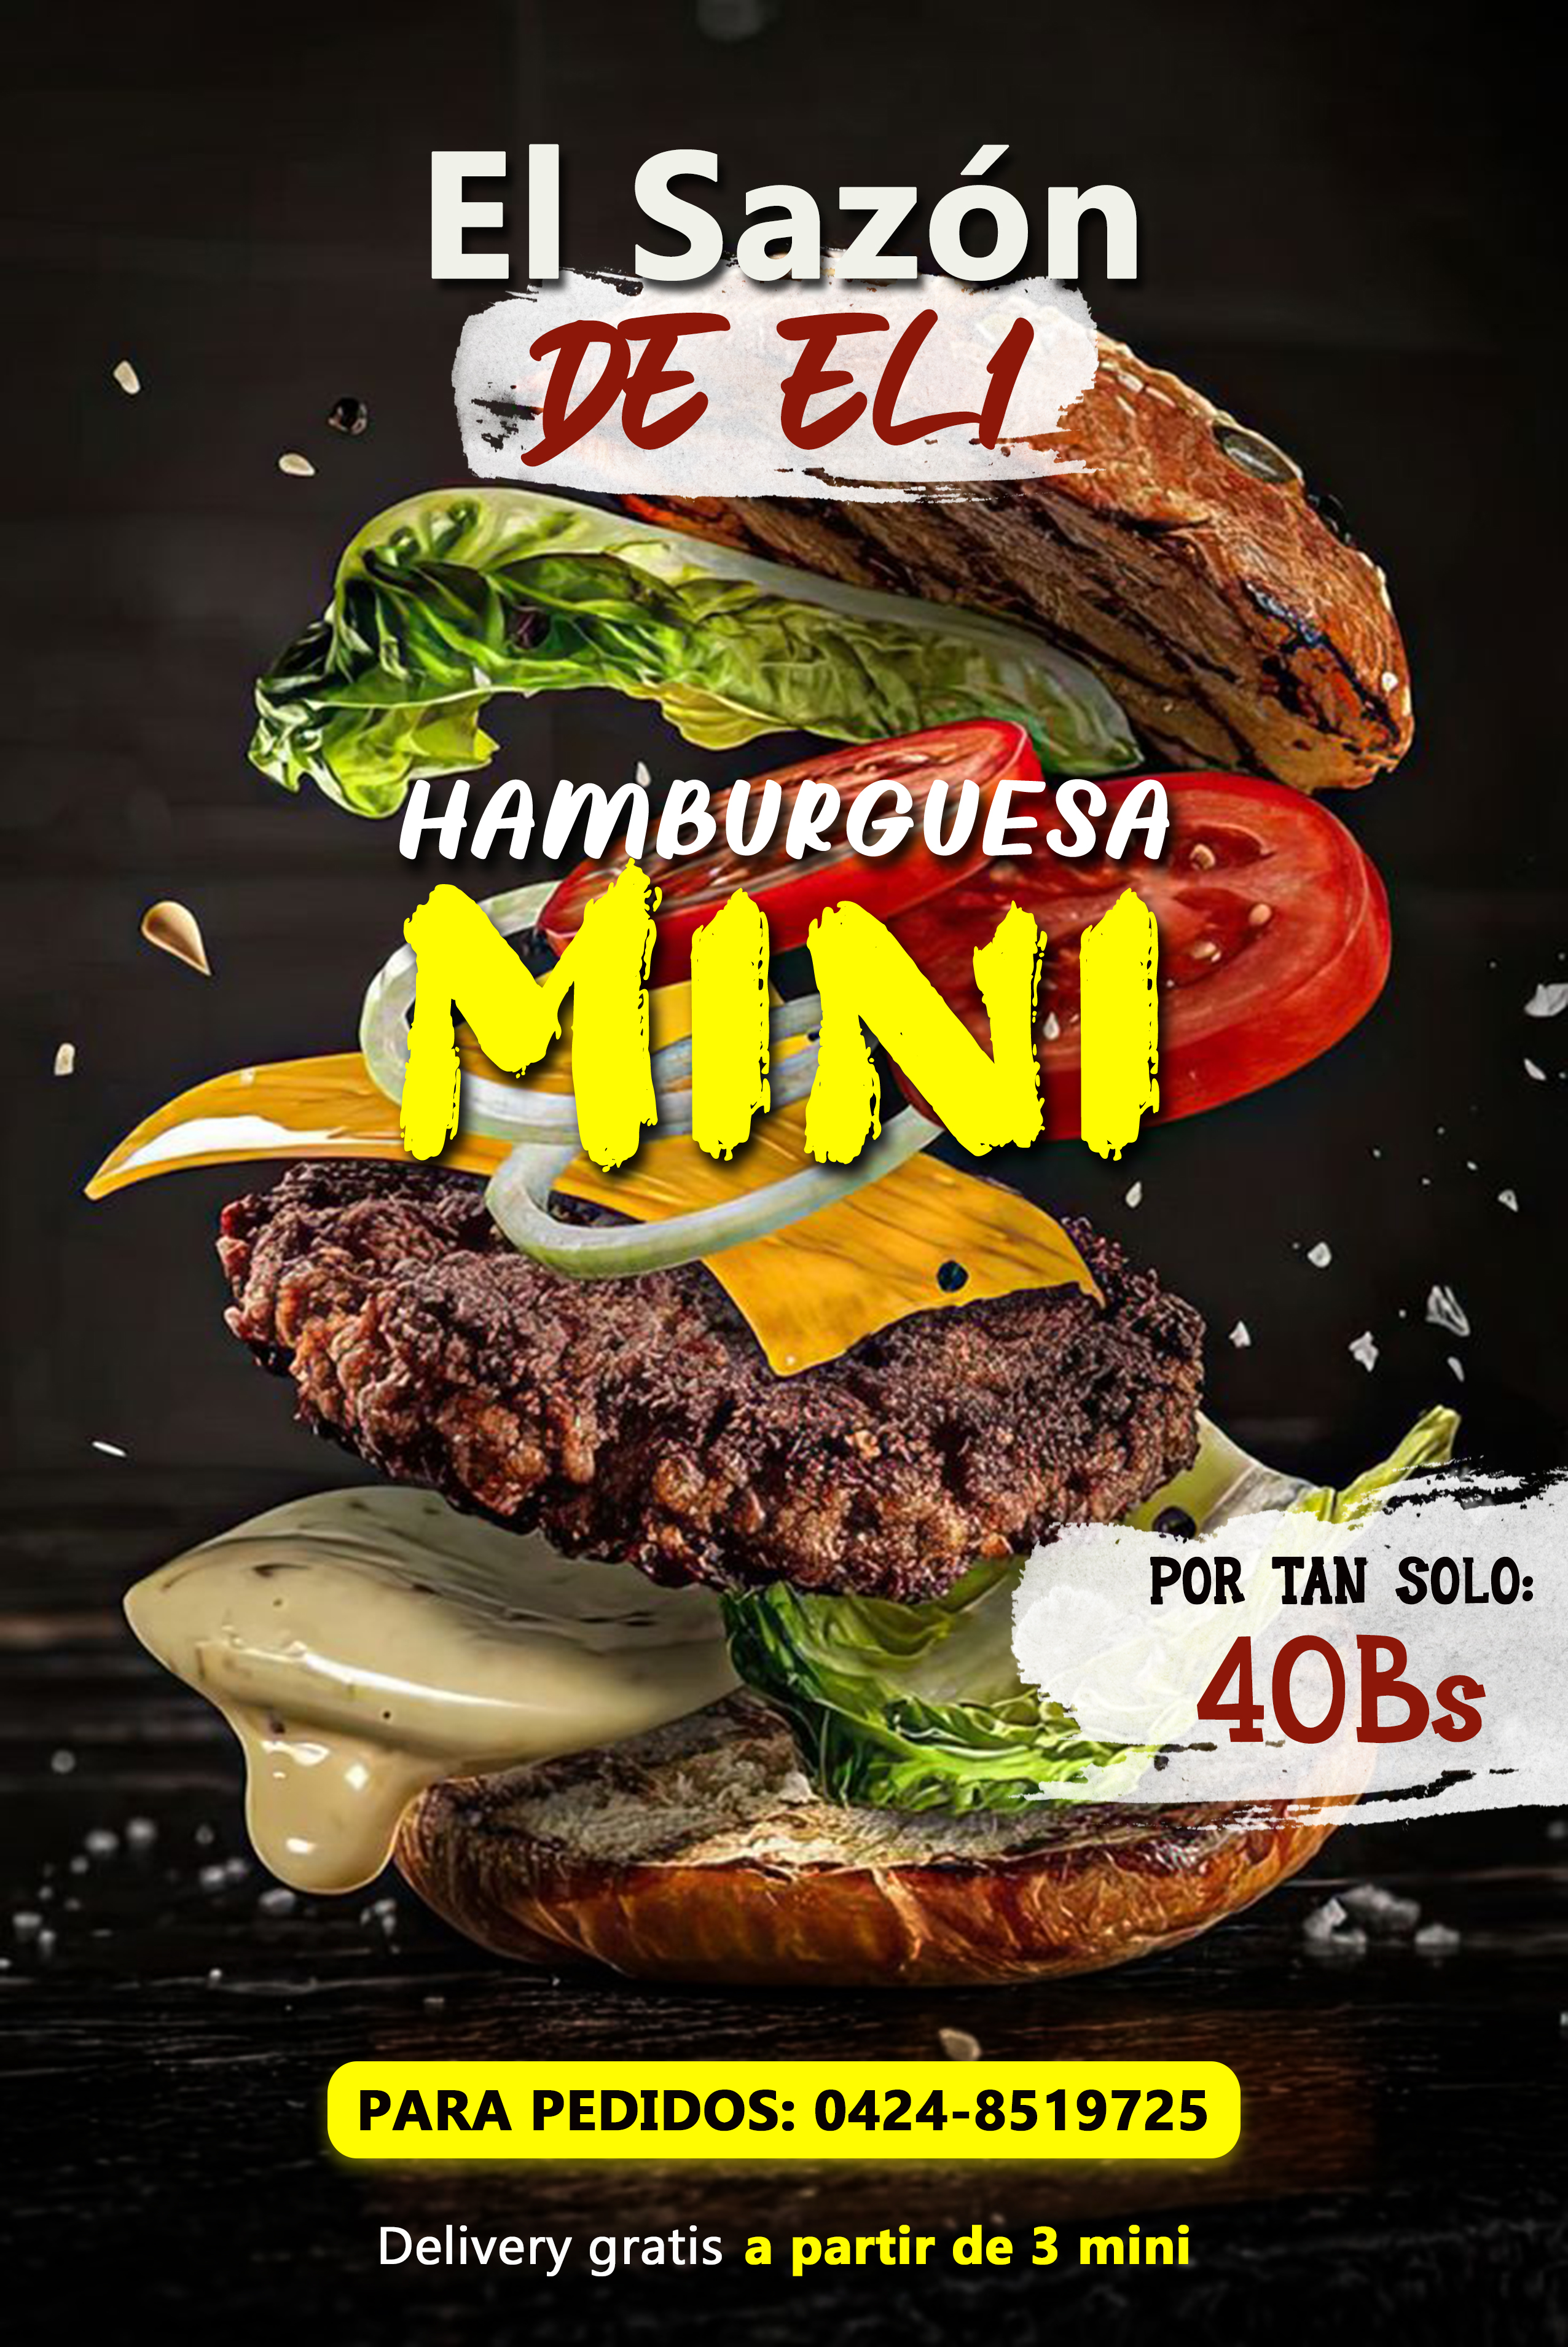 El Sazón
DE ELI
HAMBURGUESA
MINI
POR TAN SOLO:
40Bs
PARA PEDIDOS: 0424-8519725
Delivery gratis a partir de 3 mini